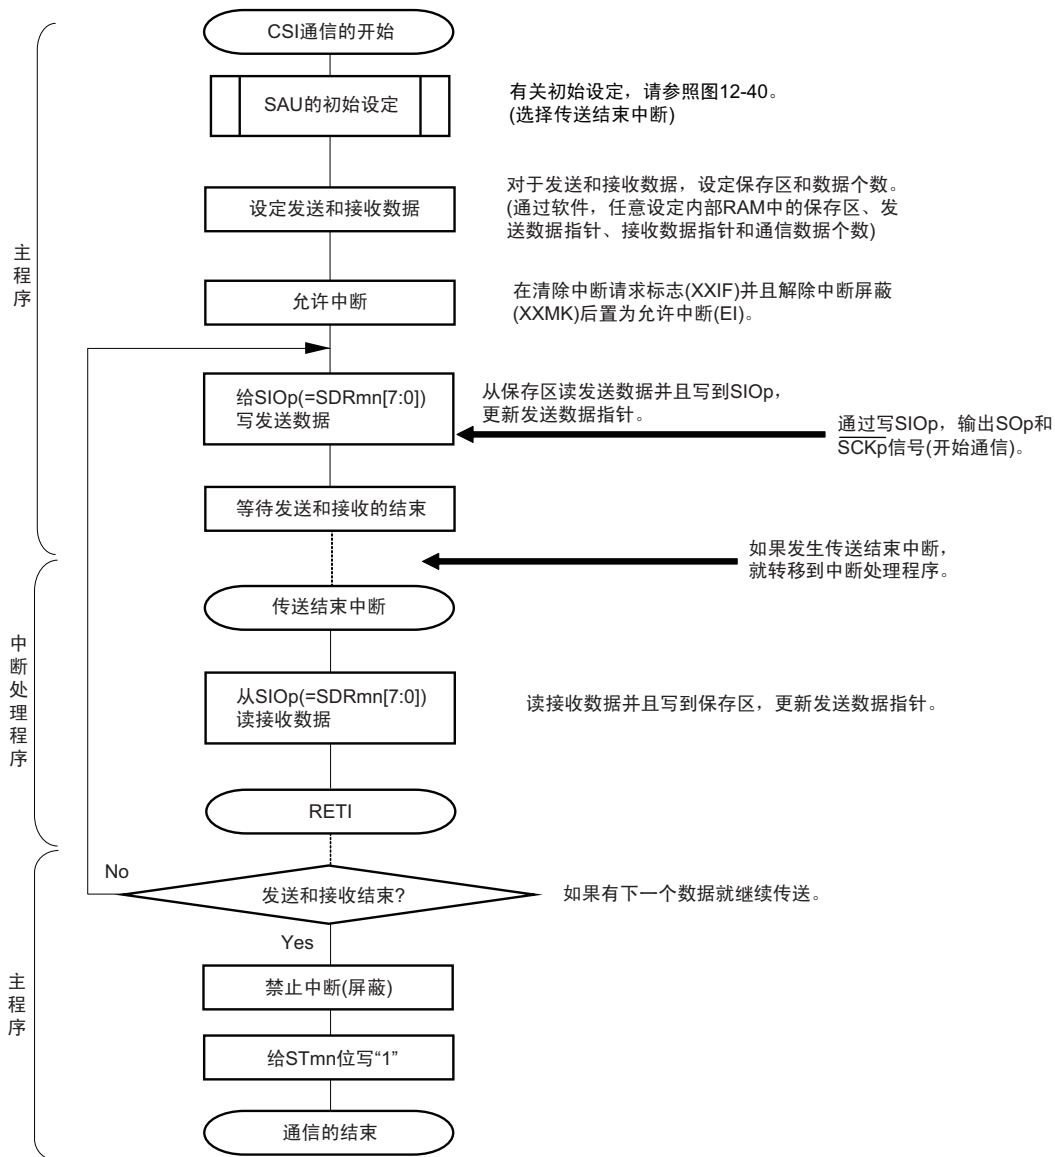 CSI通信的开始
SAU的初始设定
有关初始设定，请参照图12-40。
(选择传送结束中断)
设定发送和接收数据
对于发送和接收数据，设定保存区和数据个数。
(通过软件，任意设定内部RAM中的保存区、发
送数据指针、接收数据指针和通信数据个数)
主程序
允许中断
在清除中断请求标志(XXIF)并且解除中断屏蔽
(XXMK)后置为允许中断(EI)。
给SIOp(=SDRmn[7:0])
写发送数据
从保存区读发送数据并且写到SIOp，
更新发送数据指针。
通过写SIOp，输出SOp和
SCKp信号(开始通信)。
等待发送和接收的结束
如果发生传送结束中断，
就转移到中断处理程序。
传送结束中断
中断处理程序
从SIOp(=SDRmn[7:0])
读接收数据
读接收数据并且写到保存区，更新发送数据指针。
RETI
No
发送和接收结束?
如果有下一个数据就继续传送。
Yes
主程序
禁止中断(屏蔽)
给STmn位写“1”
通信的结束